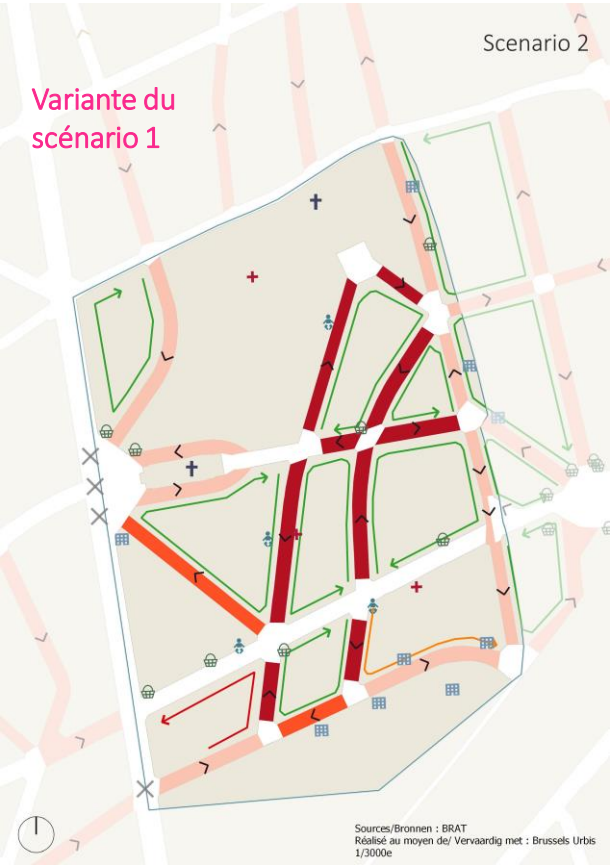 Scenario 2
Variante du
scénario 1
Sources/Bronnen : BRAT
Réalisé au moyen de/ Vervaardig met : Brussels Urbis
1/3000e